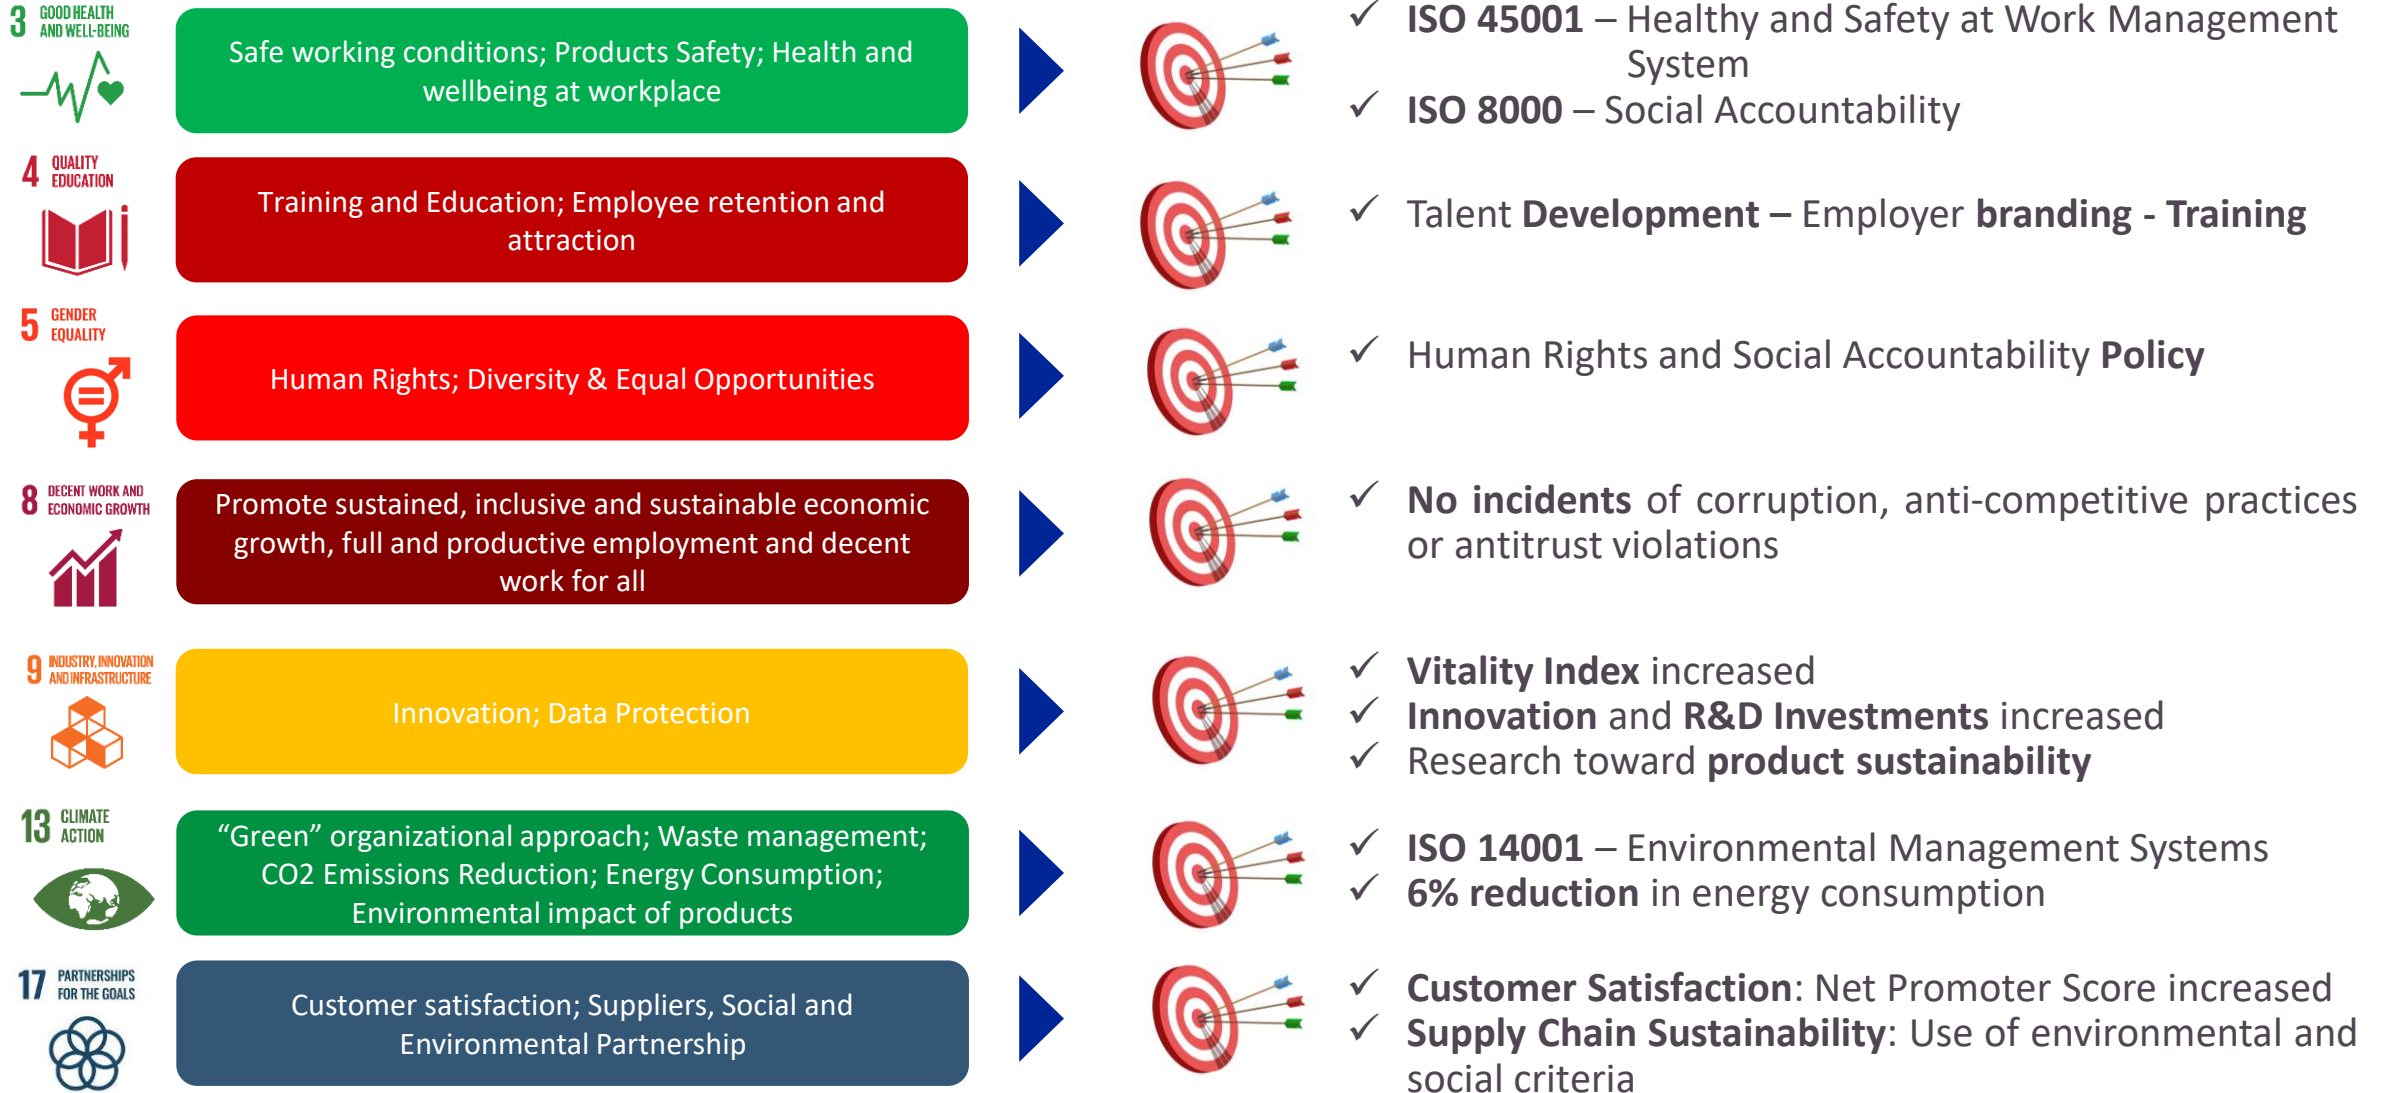 3 GOOD HEALTH
AND WELL-BEING
Safe working conditions; Products Safety; Health and
wellbeing at workplace
✓ ISO 45001 – Healthy and Safety at Work Management
System
✓ ISO 8000 – Social Accountability
4 QUALITY
EDUCATION
Training and Education; Employee retention and
attraction
✓ Talent Development – Employer branding - Training
5 GENDER
EQUALITY
Human Rights; Diversity & Equal Opportunities
✓ Human Rights and Social Accountability Policy
8 DECENT WORK AND
ECONOMIC GROWTH
Promote sustained, inclusive and sustainable economic
growth, full and productive employment and decent
work for all
✓ No incidents of corruption, anti-competitive practices
or antitrust violations
9 INDUSTRY, INNOVATION
AND INFRASTRUCTURE
Innovation; Data Protection
✓ Vitality Index increased
✓ Innovation and R&D Investments increased
✓ Research toward product sustainability
13 CLIMATE
ACTION
“Green” organizational approach; Waste management;
CO2 Emissions Reduction; Energy Consumption;
Environmental impact of products
✓ ISO 14001 – Environmental Management Systems
✓ 6% reduction in energy consumption
17 PARTNERSHIPS
FOR THE GOALS
Customer satisfaction; Suppliers, Social and
Environmental Partnership
✓ Customer Satisfaction: Net Promoter Score increased
✓ Supply Chain Sustainability: Use of environmental and
social criteria